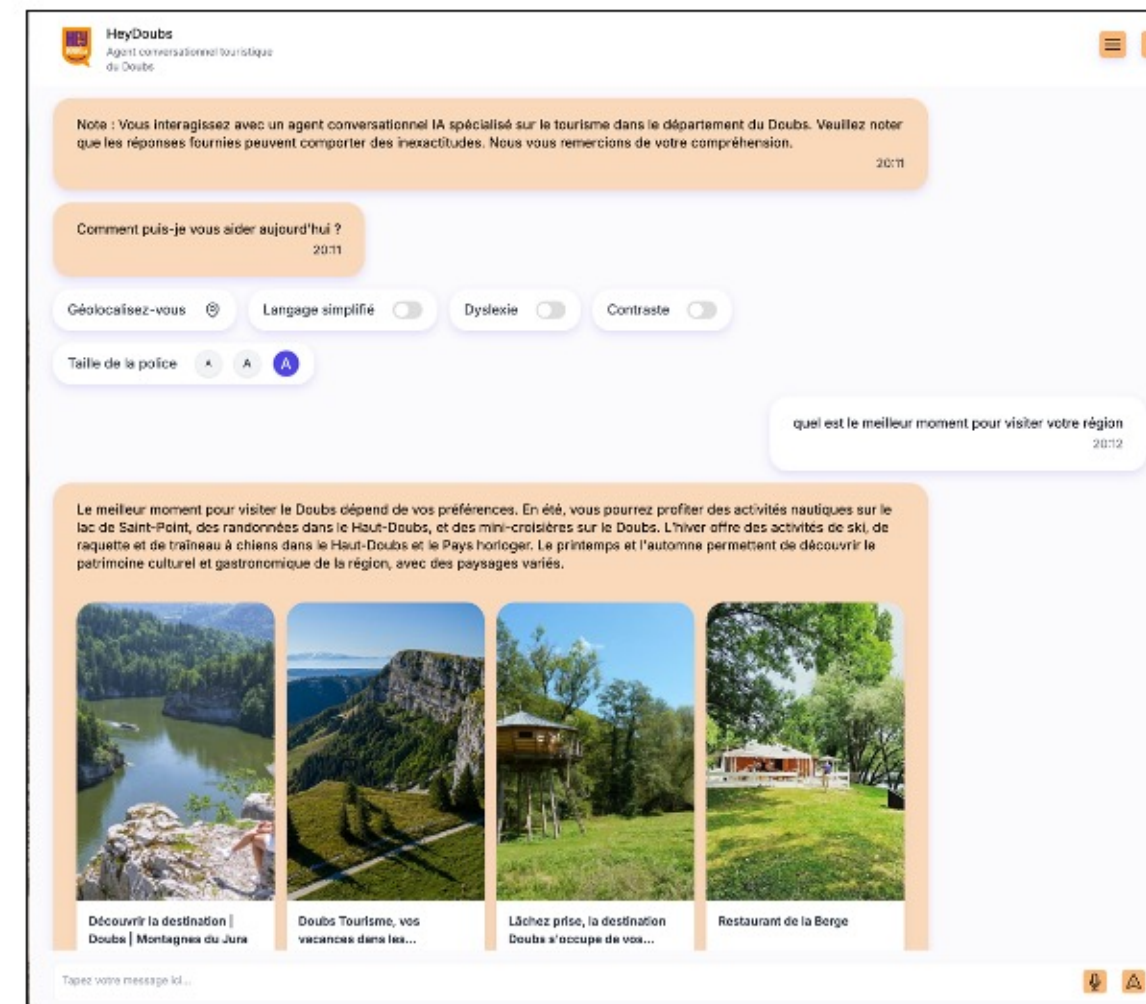 HEY
HeyDoubs
Agent conversationnel touristique
du Doubs
Note : Vous interagissez avec un agent conversationnel IA spécialisé sur le tourisme dans le département du Doubs. Veuillez noter
que les réponses fournies peuvent comporter des inexactitudes. Nous vous remercions de votre compréhension.
20:11
Comment puis-je vous aider aujourd'hui ?
20:11
Géolocalisez-vous
Langage simplifié
Dyslexie
Contraste
Taille de la police A A A
quel est le meilleur moment pour visiter votre région
20:12
Le meilleur moment pour visiter le Doubs dépend de vos préférences. En été, vous pourrez profiter des activités nautiques sur le
lac de Saint-Point, des randonnées dans le Haut-Doubs, et des mini-croisières sur le Doubs. L'hiver offre des activités de ski, de
raquette et de traîneau à chiens dans le Haut-Doubs et le Pays horloger. Le printemps et l'automne permettent de découvrir le
patrimoine culturel et gastronomique de la région, avec des paysages variés.
Découvrir la destination |
Doubs | Montagnes du Jura
Doubs Tourisme, vos
vacances dans les...
Lâchez prise, la destination
Doubs s'occupe de vos...
Restaurant de la Berge
Tapez votre message ici...